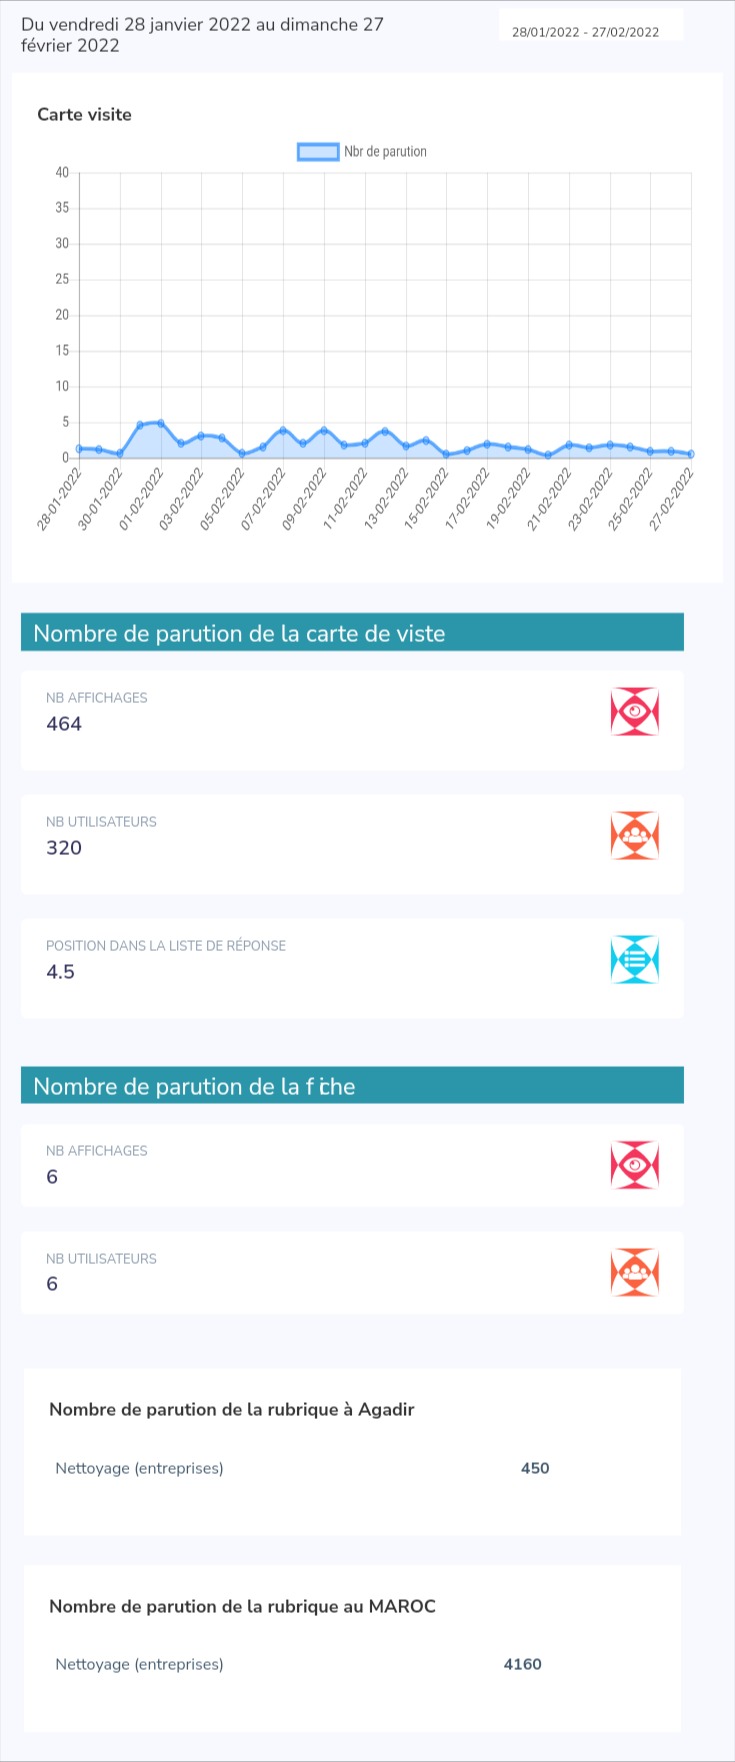 Du vendredi 28 janvier 2022 au dimanche 27
février 2022
28/01/2022 - 27/02/2022
Carte visite
Nbr de parution
40
35
30
25
20
15
10
5
0
28-01-2022
30-01-2022
01-02-2022
03-02-2022
05-02-2022
07-02-2022
09-02-2022
11-02-2022
13-02-2022
15-02-2022
17-02-2022
19-02-2022
21-02-2022
23-02-2022
25-02-2022
27-02-2022
Nombre de parution de la carte de viste
NB AFFICHAGES
464
NB UTILISATEURS
320
POSITION DANS LA LISTE DE RÉPONSE
4.5
Nombre de parution de la fiche
NB AFFICHAGES
6
NB UTILISATEURS
6
Nombre de parution de la rubrique à Agadir
Nettoyage (entreprises) 450
Nombre de parution de la rubrique au MAROC
Nettoyage (entreprises) 4160